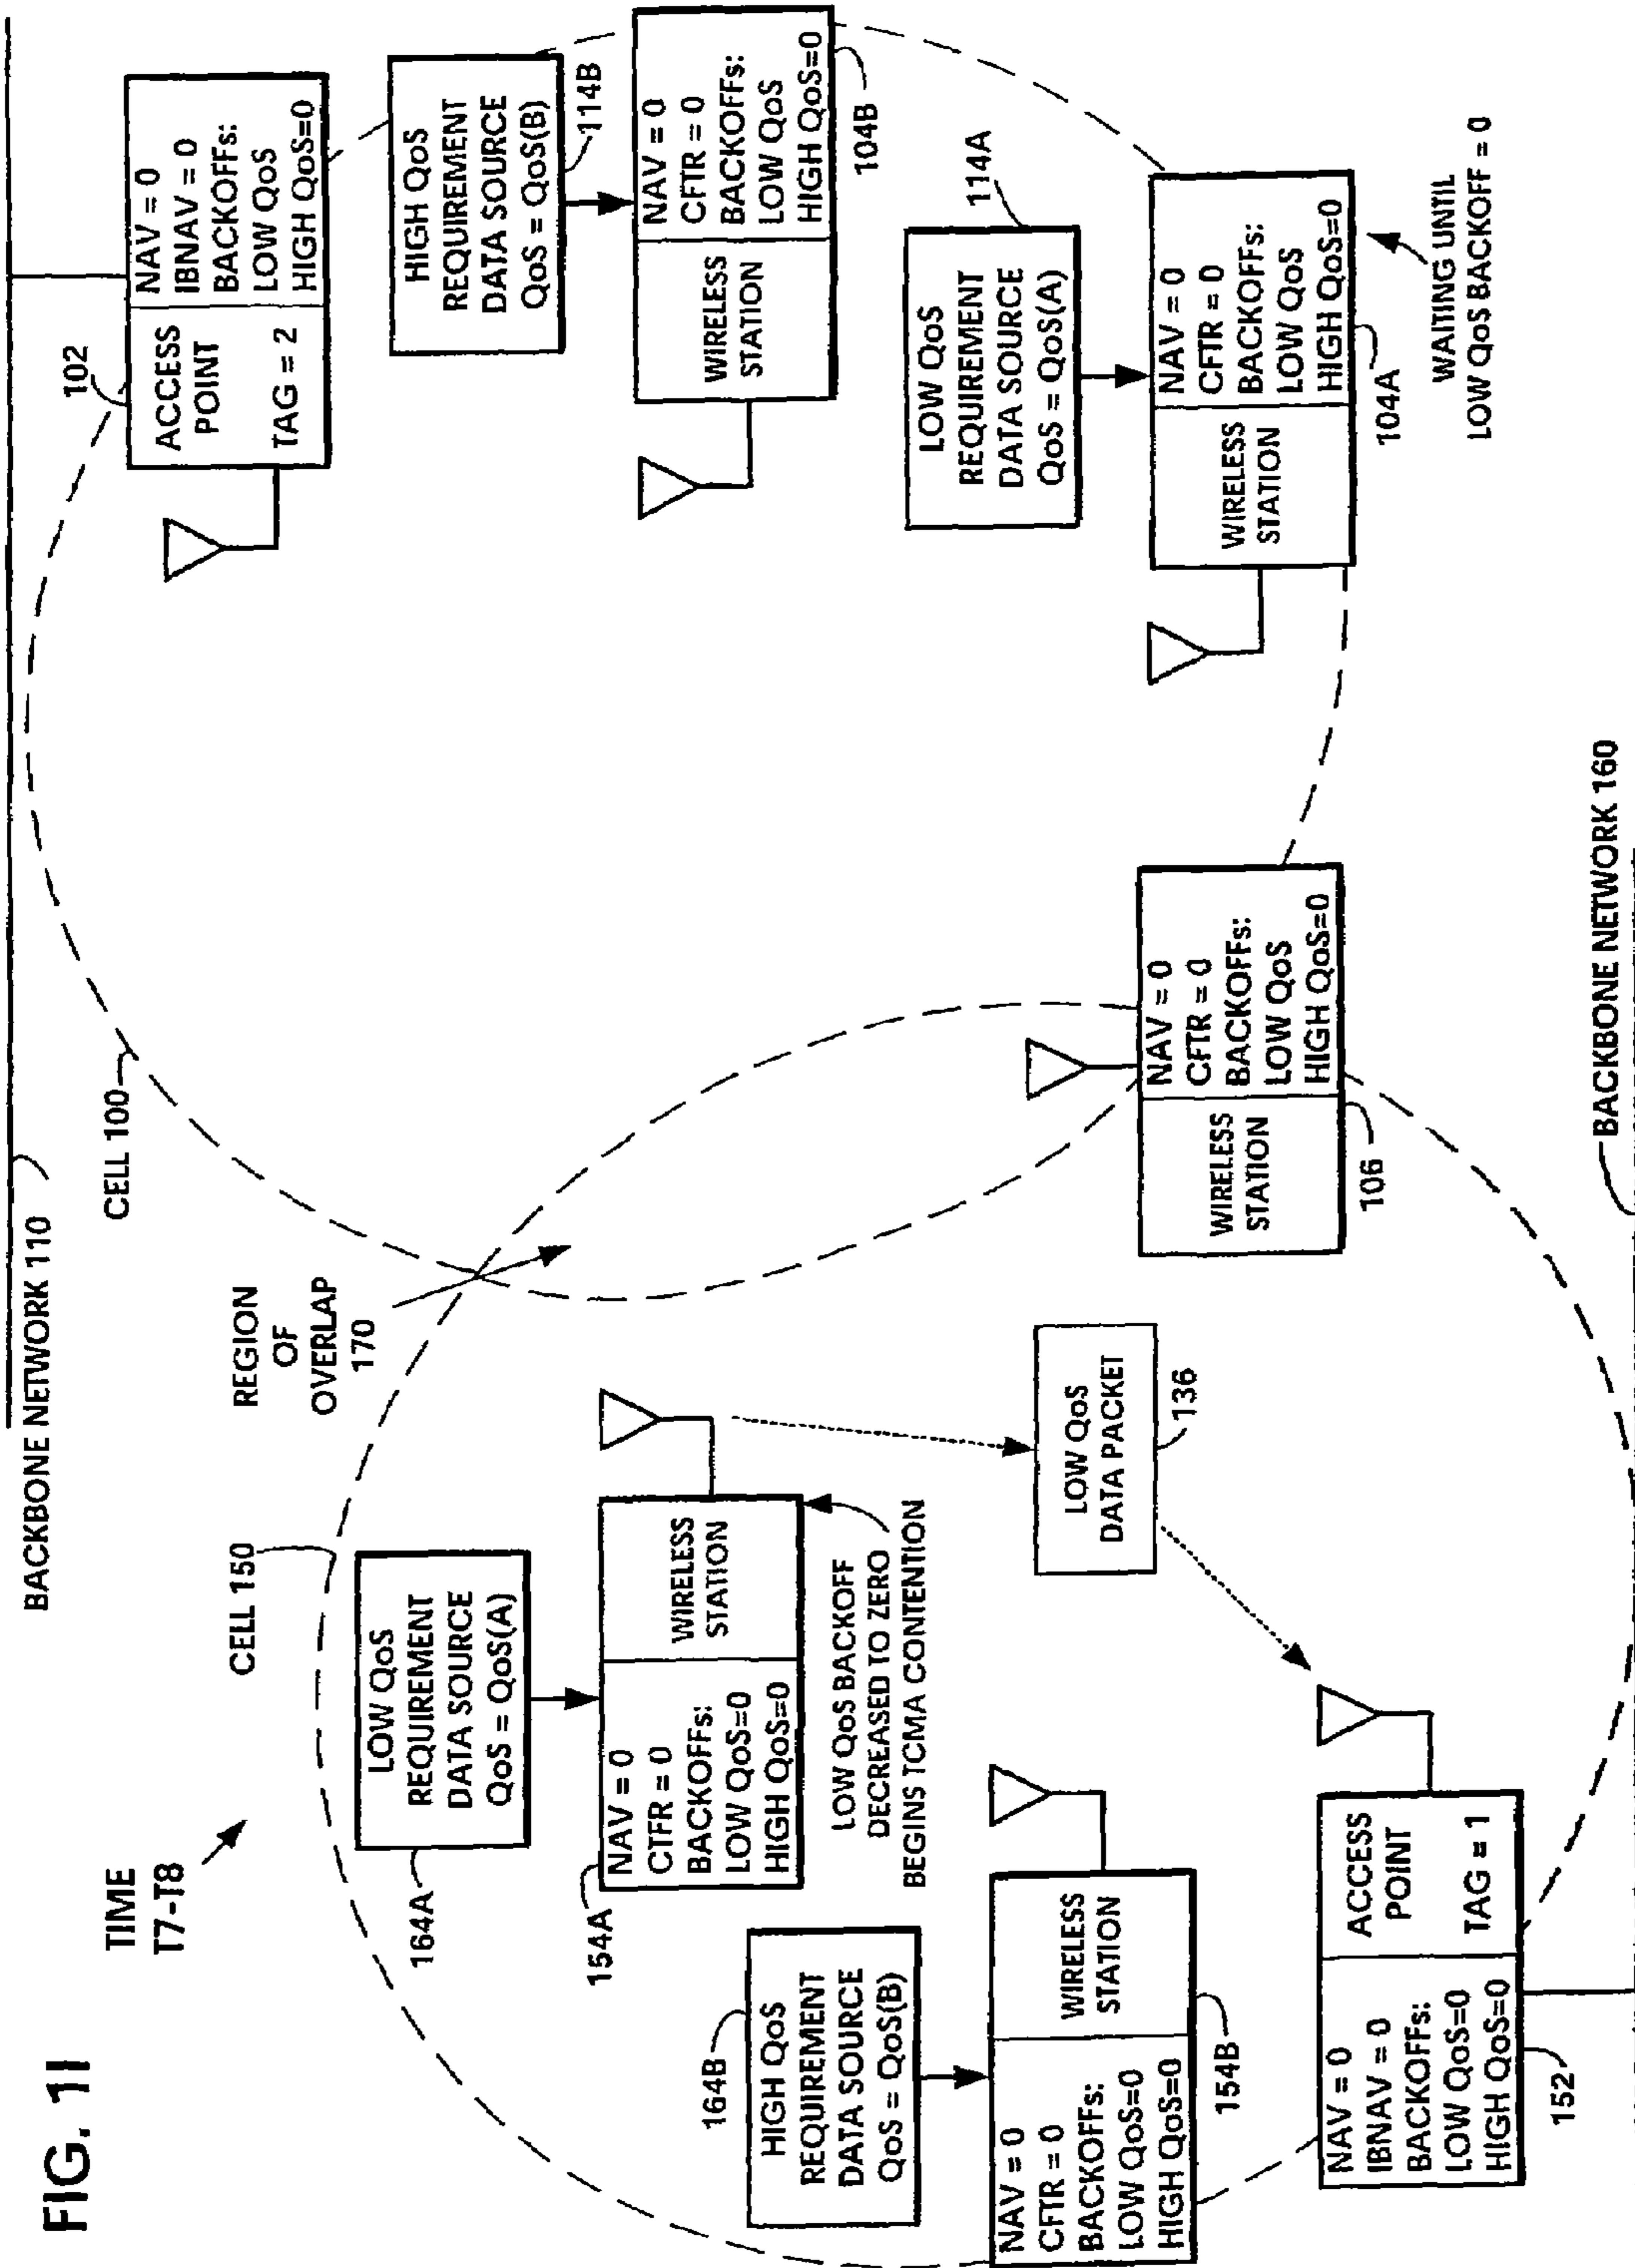 FIG. 1I
TIME
T7-T8
BACKBONE NETWORK 110
CELL 100
CELL 150
REGION
OF
OVERLAP
170
164A
LOW QoS
REQUIREMENT
DATA SOURCE
QoS = QoS(A)
154A
NAV = 0
CTFR = 0
BACKOFFs:
LOW QoS=0
HIGH QoS=0
WIRELESS
STATION
LOW QoS BACKOFF
DECREASED TO ZERO
BEGINS TCMA CONTENTION
164B
HIGH QoS
REQUIREMENT
DATA SOURCE
QoS = QoS(B)
NAV = 0
CFTR = 0
BACKOFFs:
LOW QoS=0
HIGH QoS=0
WIRELESS
STATION
154B
NAV = 0
IBNAV = 0
BACKOFFs:
LOW QoS=0
HIGH QoS=0
ACCESS
POINT
TAG = 1
152
LOW QoS
DATA PACKET
136
WIRELESS
STATION
NAV = 0
CFTR = 0
BACKOFFs:
LOW QoS
HIGH QoS=0
106
102
ACCESS
POINT
TAG = 2
NAV = 0
IBNAV = 0
BACKOFFs:
LOW QoS
HIGH QoS=0
HIGH QoS
REQUIREMENT
DATA SOURCE
QoS = QoS(B)
114B
WIRELESS
STATION
NAV = 0
CFTR = 0
BACKOFFs:
LOW QoS
HIGH QoS=0
104B
LOW QoS
REQUIREMENT
DATA SOURCE
QoS = QoS(A)
114A
WIRELESS
STATION
NAV = 0
CFTR = 0
BACKOFFs:
LOW QoS
HIGH QoS=0
104A
WAITING UNTIL
LOW QoS BACKOFF = 0
BACKBONE NETWORK 160